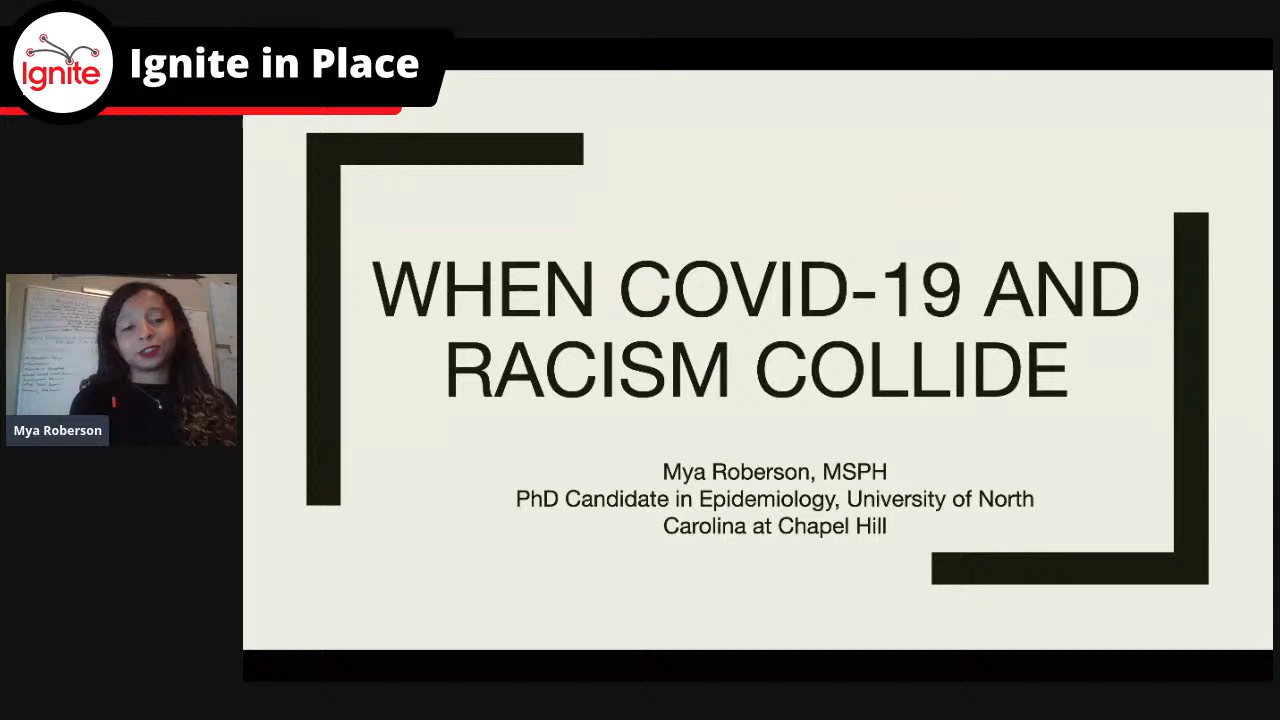 Ignite
Ignite in Place
WHEN COVID-19 AND
RACISM COLLIDE
Mya Roberson, MSPH
PhD Candidate in Epidemiology, University of North
Carolina at Chapel Hill
Mya Roberson